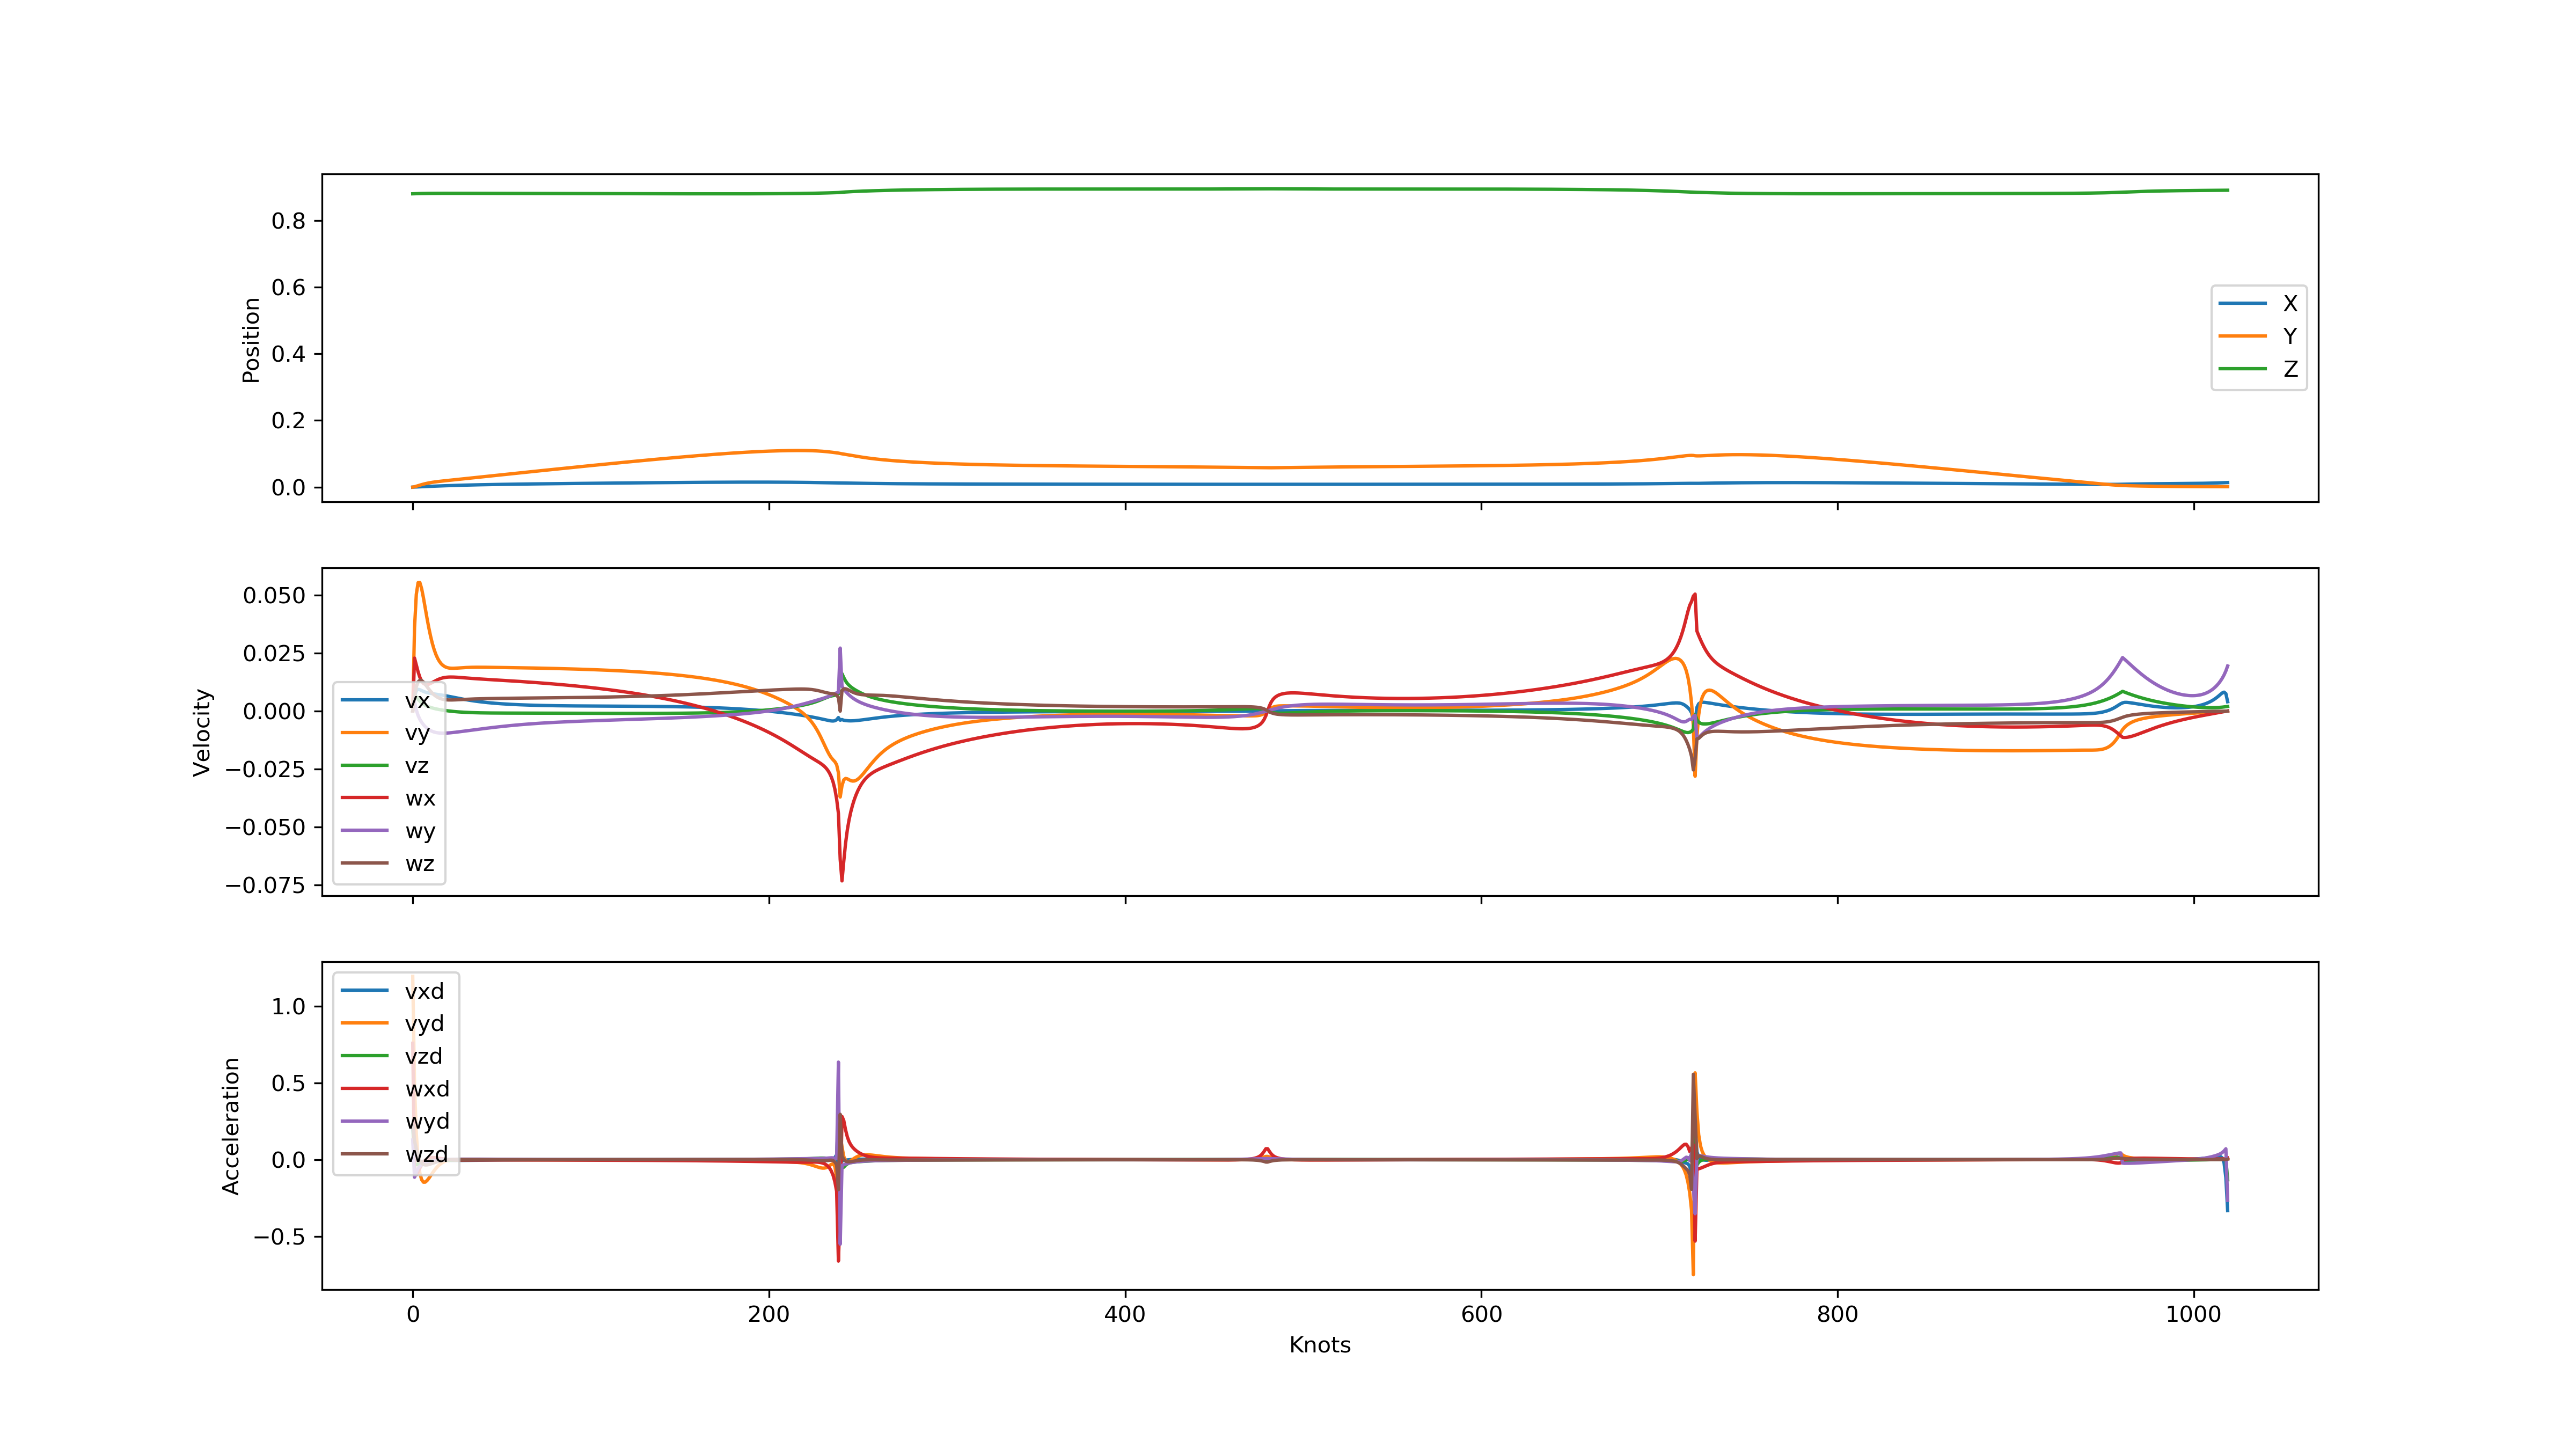 Position
0.8
0.6
0.4
0.2
0.0
X
Y
Z
Velocity
0.050
0.025
0.000
−0.025
−0.050
−0.075
vx
vy
vz
wx
wy
wz
Acceleration
1.0
0.5
0.0
−0.5
vxd
vyd
vzd
wxd
wyd
wzd
0 200 400 600 800 1000
Knots